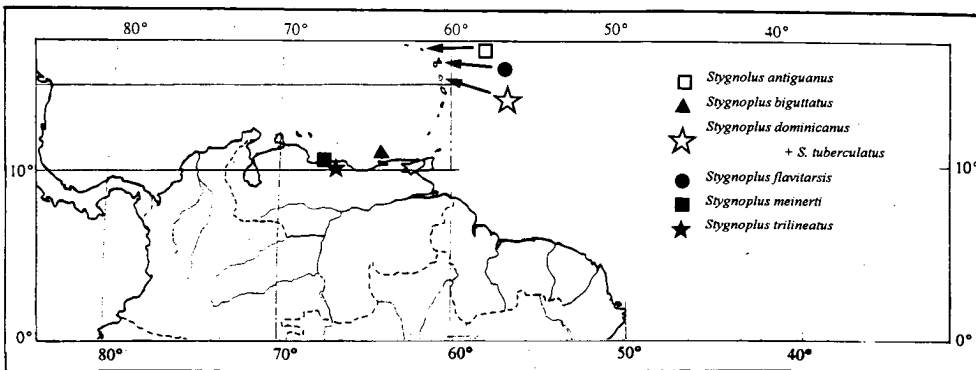 80° 70° 60° 50° 40°
Stygnolus antiguanus
Stygnoplus biguttatus
Stygnoplus dominicanus
+ S. tuberculatus
Stygnoplus flavitarsis
Stygnoplus meinerti
Stygnoplus trilineatus
10° 10°
0° 0°
80° 70° 60° 50° 40°